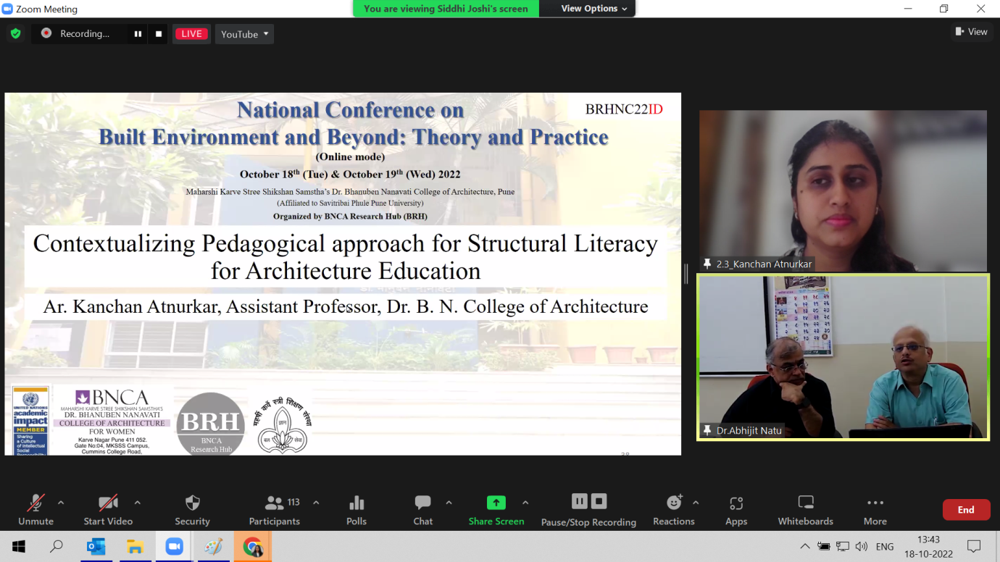 Zoom Meeting
You are viewing Siddhi Joshi's screen
View Options
Recording...
LIVE
YouTube
View
National Conference on
BRHNC22ID
Built Environment and Beyond: Theory and Practice
(Online mode)
October 18th (Tue) & October 19th (Wed) 2022
Maharshi Karve Stree Shikshan Samstha's Dr. Bhanuben Nanavati College of Architecture, Pune
(Affiliated to Savitribai Phule Pune University)
Organized by BNCA Research Hub (BRH)
Contextualizing Pedagogical approach for Structural Literacy
for Architecture Education
Ar. Kanchan Atnurkar, Assistant Professor, Dr. B. N. College of Architecture
UNITED NATIONS
academic
impact
MEMBER
Sharing
a Culture
of Intellectual
Social
Responsibility
BNCA
MAHARSHI KARVE STREE SHIKSHAN SAMSTHA'S
DR. BHANUBEN NANAVATI
COLLEGE OF ARCHITECTURE
FOR WOMEN
Karve Nagar Pune 411 052.
Gate No:04, MKSSS Campus,
Cummins College Road,
BRH
BNCA
Research Hub
महर्षी कर्वे स्त्री शिक्षण संस्था
ज्ञान
बल
सेवा
38
2.3_Kanchan Atnurkar
Dr.Abhijit Natu
Unmute
Start Video
Security
113
Participants
Polls
Chat
Share Screen
Pause/Stop Recording
Reactions
Apps
Whiteboards
More
End
ENG
13:43
18-10-2022